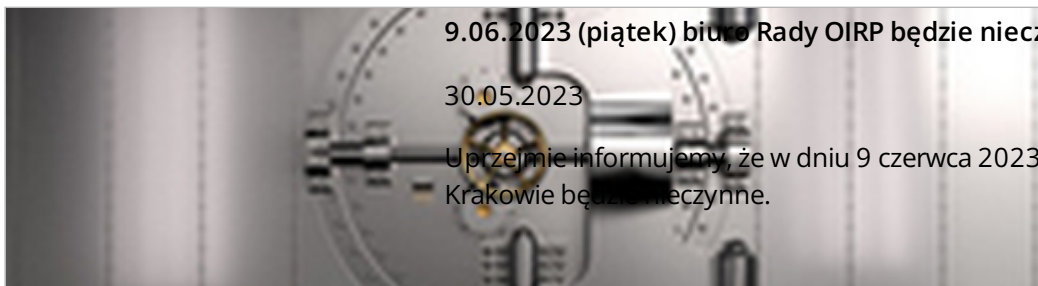 9.06.2023 (piątek) biuro Rady OIRP będzie
30.05.2023
Uprzejmie informujemy, że w dniu 9 czerwca 2023
Krakowie będzie nieczynne.